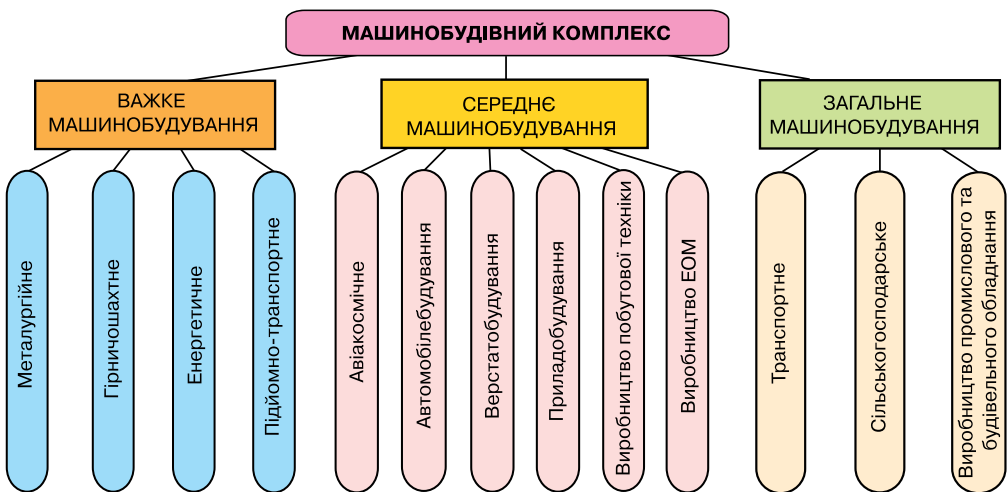 МАШИНОБУДІВНИЙ КОМПЛЕКС
ВАЖКЕ
МАШИНОБУДУВАННЯ
СЕРЕДНЄ
МАШИНОБУДУВАННЯ
ЗАГАЛЬНЕ
МАШИНОБУДУВАННЯ
Металургійне
Гірничошахтне
Енергетичне
Підйомно-транспортне
Авіакосмічне
Автомобілебудування
Верстатобудування
Приладобудування
Виробництво побутової техніки
Виробництво ЕОМ
Транспортне
Сільськогосподарське
Виробництво промислового та
будівельного обладнання